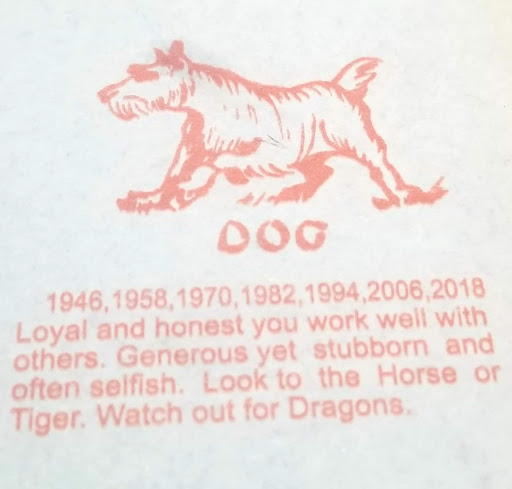 DOG
1946,1958,1970,1982,1994,2006,2018
Loyal and honest you work well with
others. Generous yet stubborn and
often selfish. Look to the Horse or
Tiger. Watch out for Dragons.